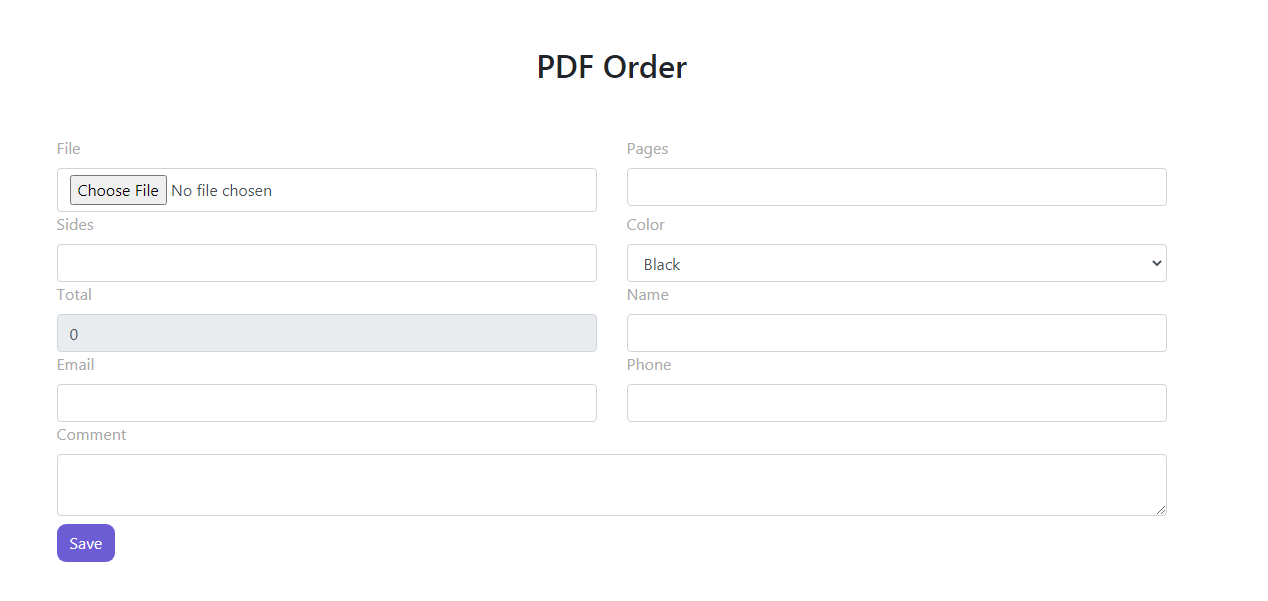 PDF Order
File Pages
Choose File No file chosen
Sides Color
Black
Total Name
0
Email Phone
Comment
Save